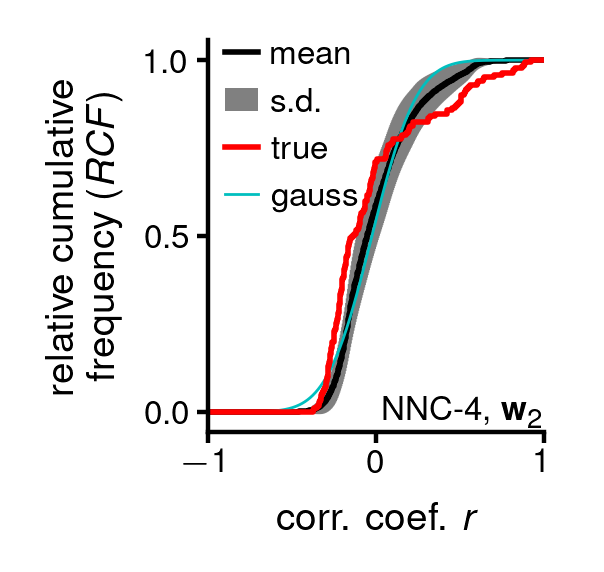 relative cumulative
frequency (RCF)
1.0
0.5
0.0
mean
s.d.
true
gauss
NNC-4, w₂
−1
0
1
corr. coef. r